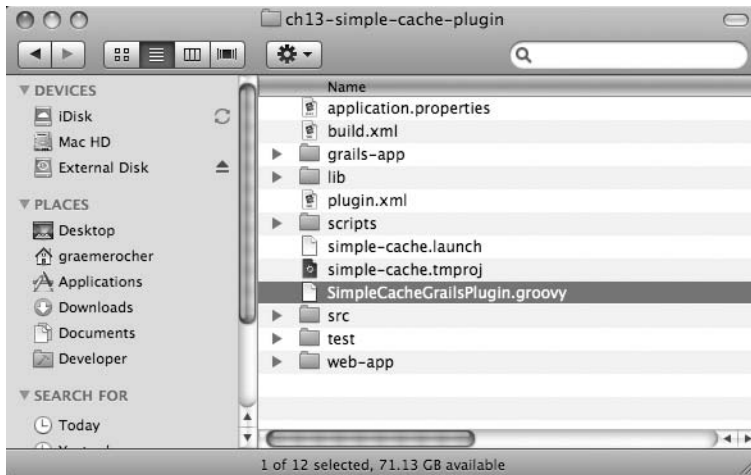 ch13-simple-cache-plugin
DEVICES
iDisk
Mac HD
External Disk
PLACES
Desktop
graemerocher
Applications
Downloads
Documents
Developer
SEARCH FOR
Today
Name
application.properties
build.xml
grails-app
lib
plugin.xml
scripts
simple-cache.launch
simple-cache.tmproj
SimpleCacheGrailsPlugin.groovy
src
test
web-app
1 of 12 selected, 71.13 GB available